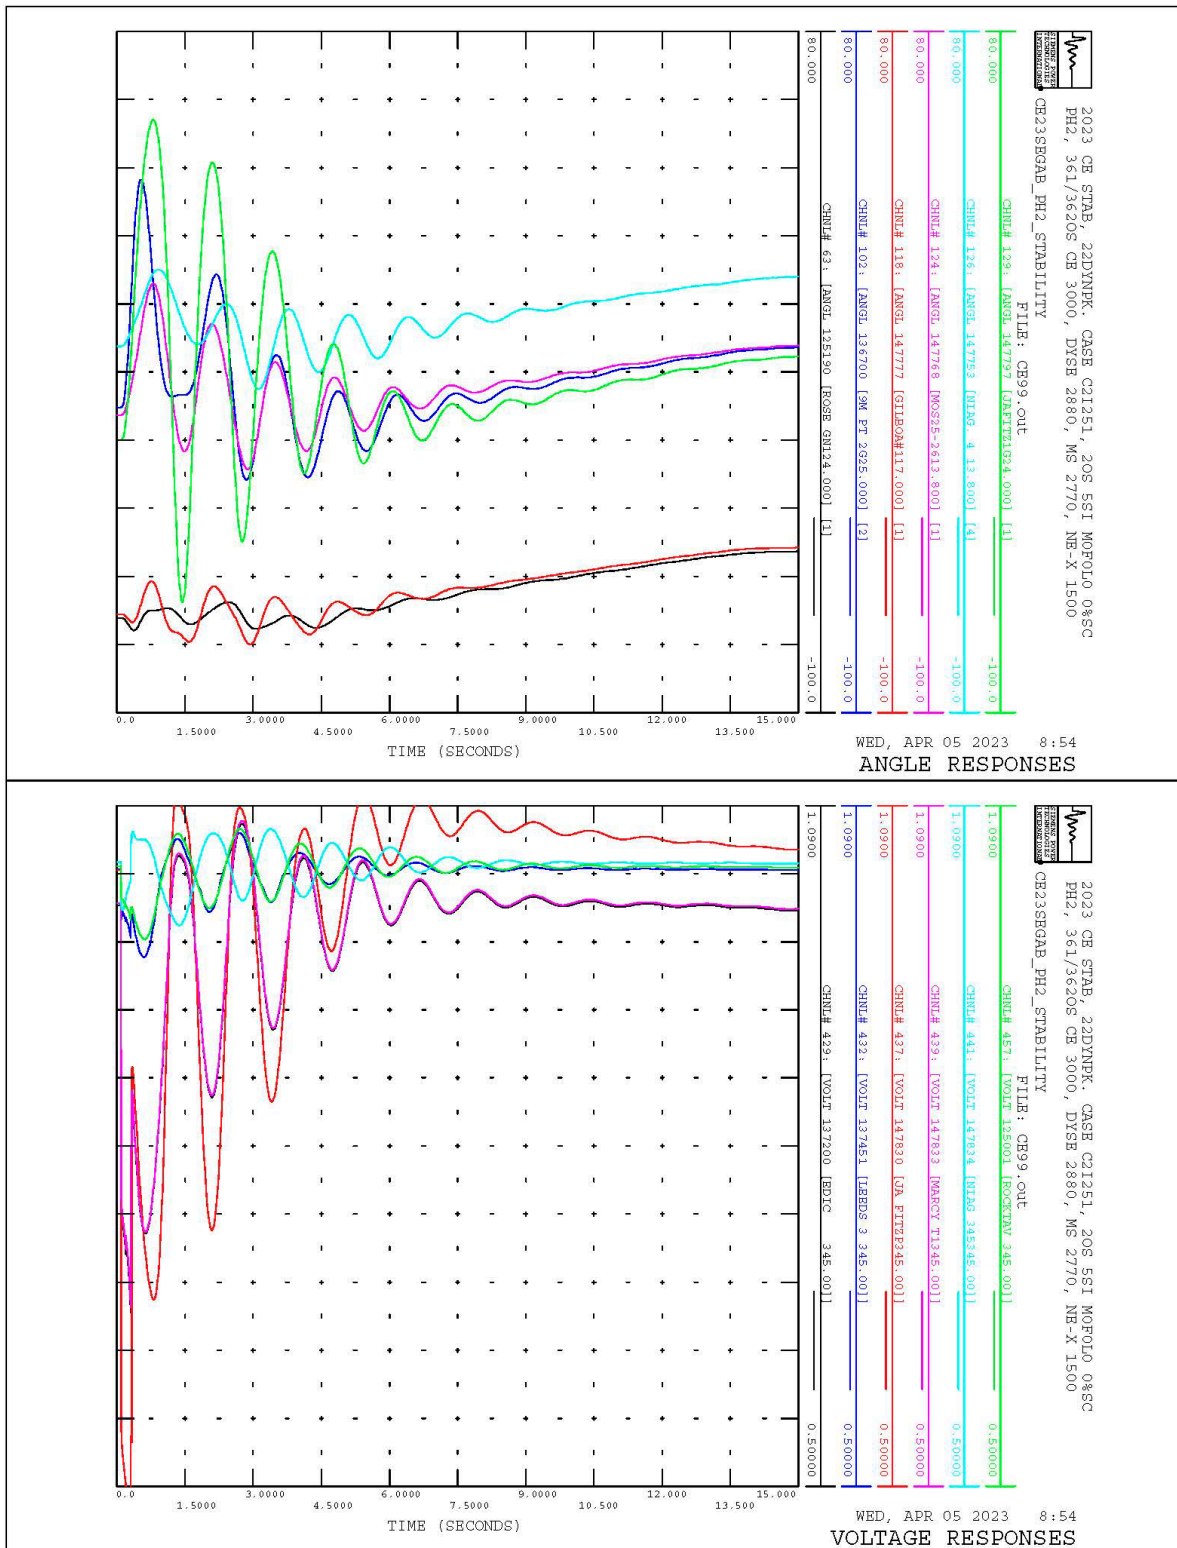 SIEMENS POWER
TECHNOLOGIES
INTERNATIONAL
2023 CE STAB, 22DYNPK. CASE C2I251, 2OS 5SI MOFOLO 0%SC
PH2, 361/362OS CE 3000, DYSE 2880, MS 2770, NE-X 1500
CE23SEGAB_PH2_STABILITY
FILE: CE99.out
80.000 CHNL# 129: [ANGL 147797 [JAFITZ1G24.000] [1] -100.0
80.000 CHNL# 126: [ANGL 147753 [NIAG 4 13.800] [4] -100.0
80.000 CHNL# 124: [ANGL 147768 [MOS25-2613.800] [1] -100.0
80.000 CHNL# 118: [ANGL 147777 [GILBOA#117.000] [1] -100.0
80.000 CHNL# 102: [ANGL 136700 [9M PT 2G25.000] [2] -100.0
80.000 CHNL# 63: [ANGL 125190 [ROSE GN124.000] [1] -100.0
0.0 1.5000 3.0000 4.5000 6.0000 7.5000 9.0000 10.500 12.000 13.500 15.000
TIME (SECONDS)
WED, APR 05 2023 8:54
ANGLE RESPONSES
SIEMENS POWER
TECHNOLOGIES
INTERNATIONAL
2023 CE STAB, 22DYNPK. CASE C2I251, 2OS 5SI MOFOLO 0%SC
PH2, 361/362OS CE 3000, DYSE 2880, MS 2770, NE-X 1500
CE23SEGAB_PH2_STABILITY
FILE: CE99.out
1.0900 CHNL# 457: [VOLT 125001 [ROCKTAV 345.00]] 0.50000
1.0900 CHNL# 441: [VOLT 147834 [NIAG 345345.00]] 0.50000
1.0900 CHNL# 439: [VOLT 147833 [MARCY T1345.00]] 0.50000
1.0900 CHNL# 437: [VOLT 147830 [JA FITZP345.00]] 0.50000
1.0900 CHNL# 432: [VOLT 137451 [LEEDS 3 345.00]] 0.50000
1.0900 CHNL# 429: [VOLT 137200 [EDIC 345.00]] 0.50000
0.0 1.5000 3.0000 4.5000 6.0000 7.5000 9.0000 10.500 12.000 13.500 15.000
TIME (SECONDS)
WED, APR 05 2023 8:54
VOLTAGE RESPONSES